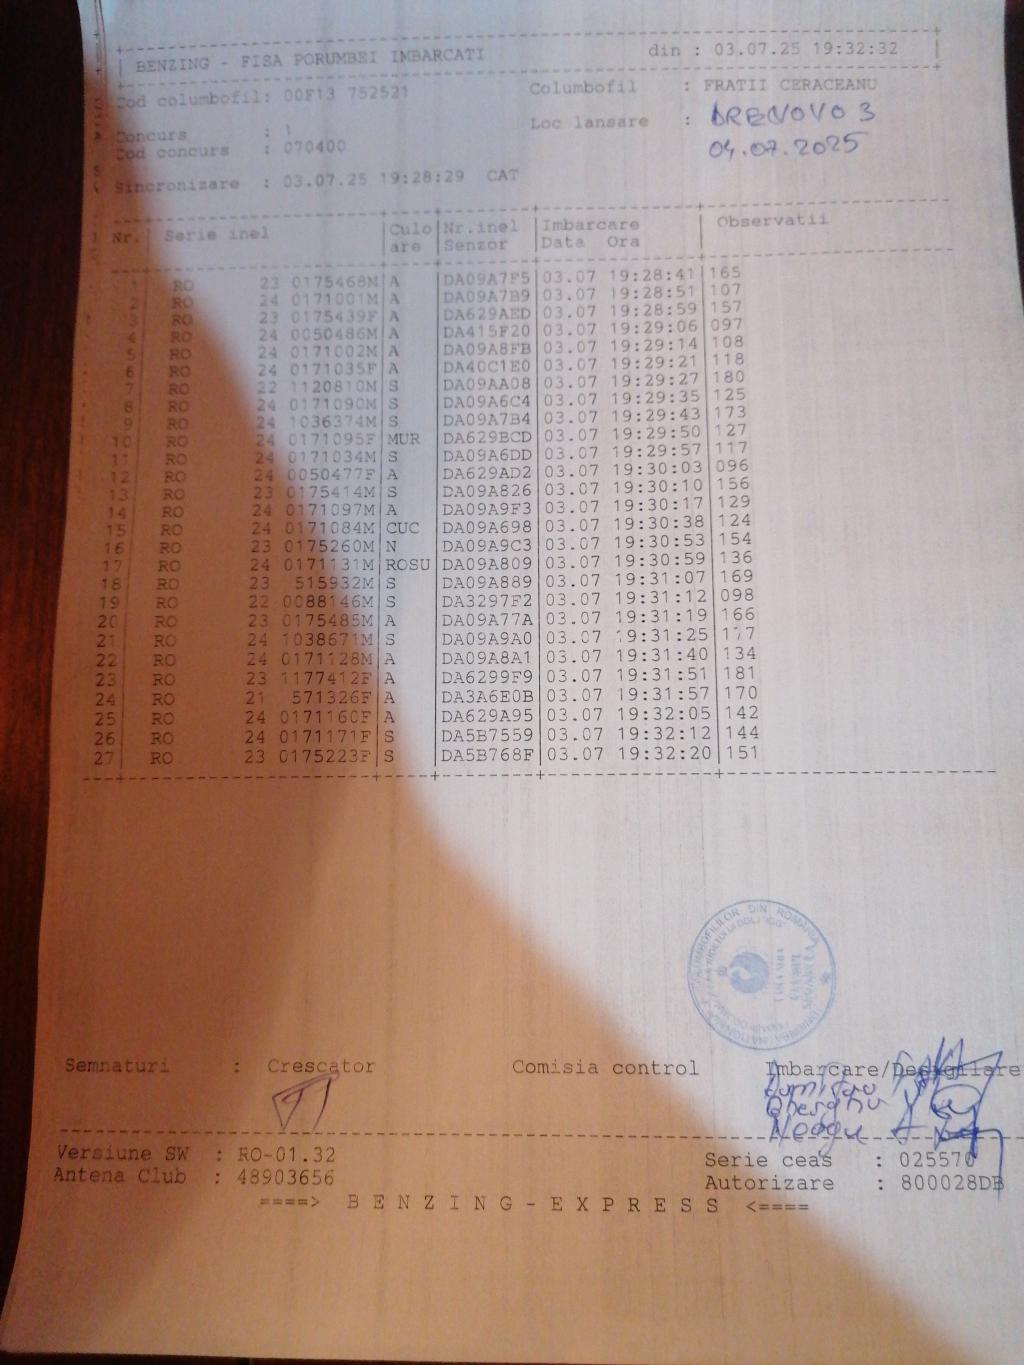 BENZING - FISA PORUMBEI IMBARCATI din : 03.07.25 19:32:32
Cod columbofil: 00F13 752521 Columbofil : FRATII CERACEANU
Concurs : 1 Loc lansare : DRENOVO 3
Cod concurs : 070400 04.07.2025
Sincronizare : 03.07.25 19:28:29 CAT
Nr. Serie inel Culo Nr.inel Imbarcare Observatii
are Senzor Data Ora
1 RO 23 0175468M A DA09A7F5 03.07 19:28:41 165
2 RO 24 0171001M A DA09A7B9 03.07 19:28:51 107
3 RO 23 0175439F A DA629AED 03.07 19:28:59 157
4 RO 24 0050486M A DA415F20 03.07 19:29:06 097
5 RO 24 0171002M A DA09A8FB 03.07 19:29:14 108
6 RO 24 0171035F A DA40C1E0 03.07 19:29:21 118
7 RO 22 1120810M S DA09AA08 03.07 19:29:27 180
8 RO 24 0171090M S DA09A6C4 03.07 19:29:35 125
9 RO 24 1036374M S DA09A7B4 03.07 19:29:43 173
10 RO 24 0171095F MUR DA629BCD 03.07 19:29:50 127
11 RO 24 0171034M S DA09A6DD 03.07 19:29:57 117
12 RO 24 0050477F A DA629AD2 03.07 19:30:03 096
13 RO 23 0175414M S DA09A826 03.07 19:30:10 156
14 RO 24 0171097M A DA09A9F3 03.07 19:30:17 129
15 RO 24 0171084M CUC DA09A698 03.07 19:30:38 124
16 RO 23 0175260M N DA09A9C3 03.07 19:30:53 154
17 RO 24 0171131M ROSU DA09A809 03.07 19:30:59 136
18 RO 23 515932M S DA09A889 03.07 19:31:07 169
19 RO 22 0088146M S DA3297F2 03.07 19:31:12 098
20 RO 23 0175485M A DA09A77A 03.07 19:31:19 166
21 RO 24 1038671M S DA09A9A0 03.07 19:31:25 177
22 RO 24 0171128M A DA09A8A1 03.07 19:31:40 134
23 RO 23 1177412F A DA6299F9 03.07 19:31:51 181
24 RO 21 571326F A DA3A6E0B 03.07 19:31:57 170
25 RO 24 0171160F A DA629A95 03.07 19:32:05 142
26 RO 24 0171171F S DA5B7559 03.07 19:32:12 144
27 RO 23 0175223F S DA5B768F 03.07 19:32:20 151
DIN ROMANIA
Semnaturi : Crescator Comisia control Imbarcare/Desigilare
Neagu
Versiune SW : RO-01.32 Serie ceas : 025570
Antena Club : 48903656 Autorizare : 800028DB
====> B E N Z I N G - E X P R E S S <====